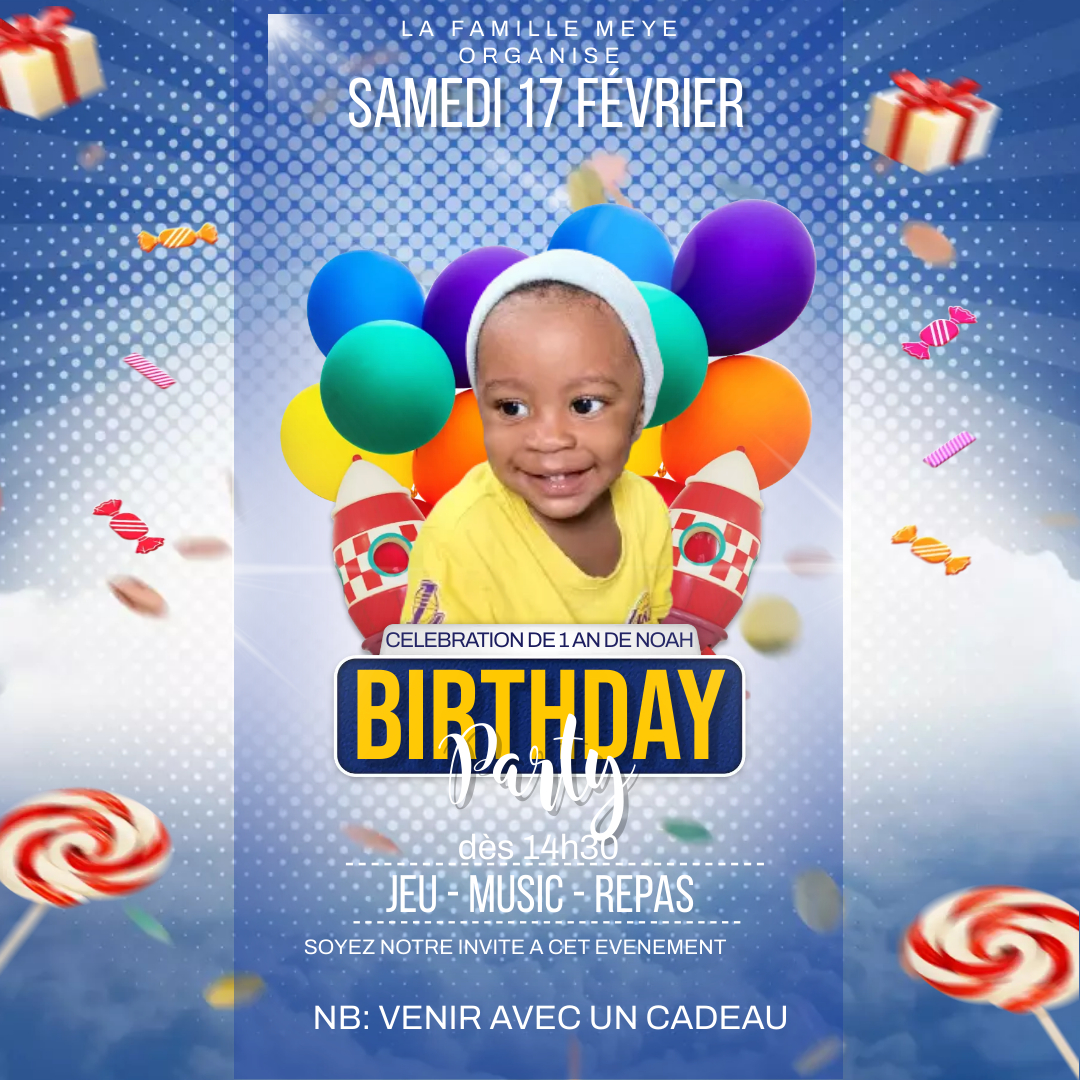 LA FAMILLE MEYE
ORGANISE
SAMEDI 17 FÉVRIER
CELEBRATION DE 1 AN DE NOAH
BIRTHDAY
Party
dès 14h30
JEU - MUSIC - REPAS
SOYEZ NOTRE INVITE A CET EVENEMENT
NB: VENIR AVEC UN CADEAU